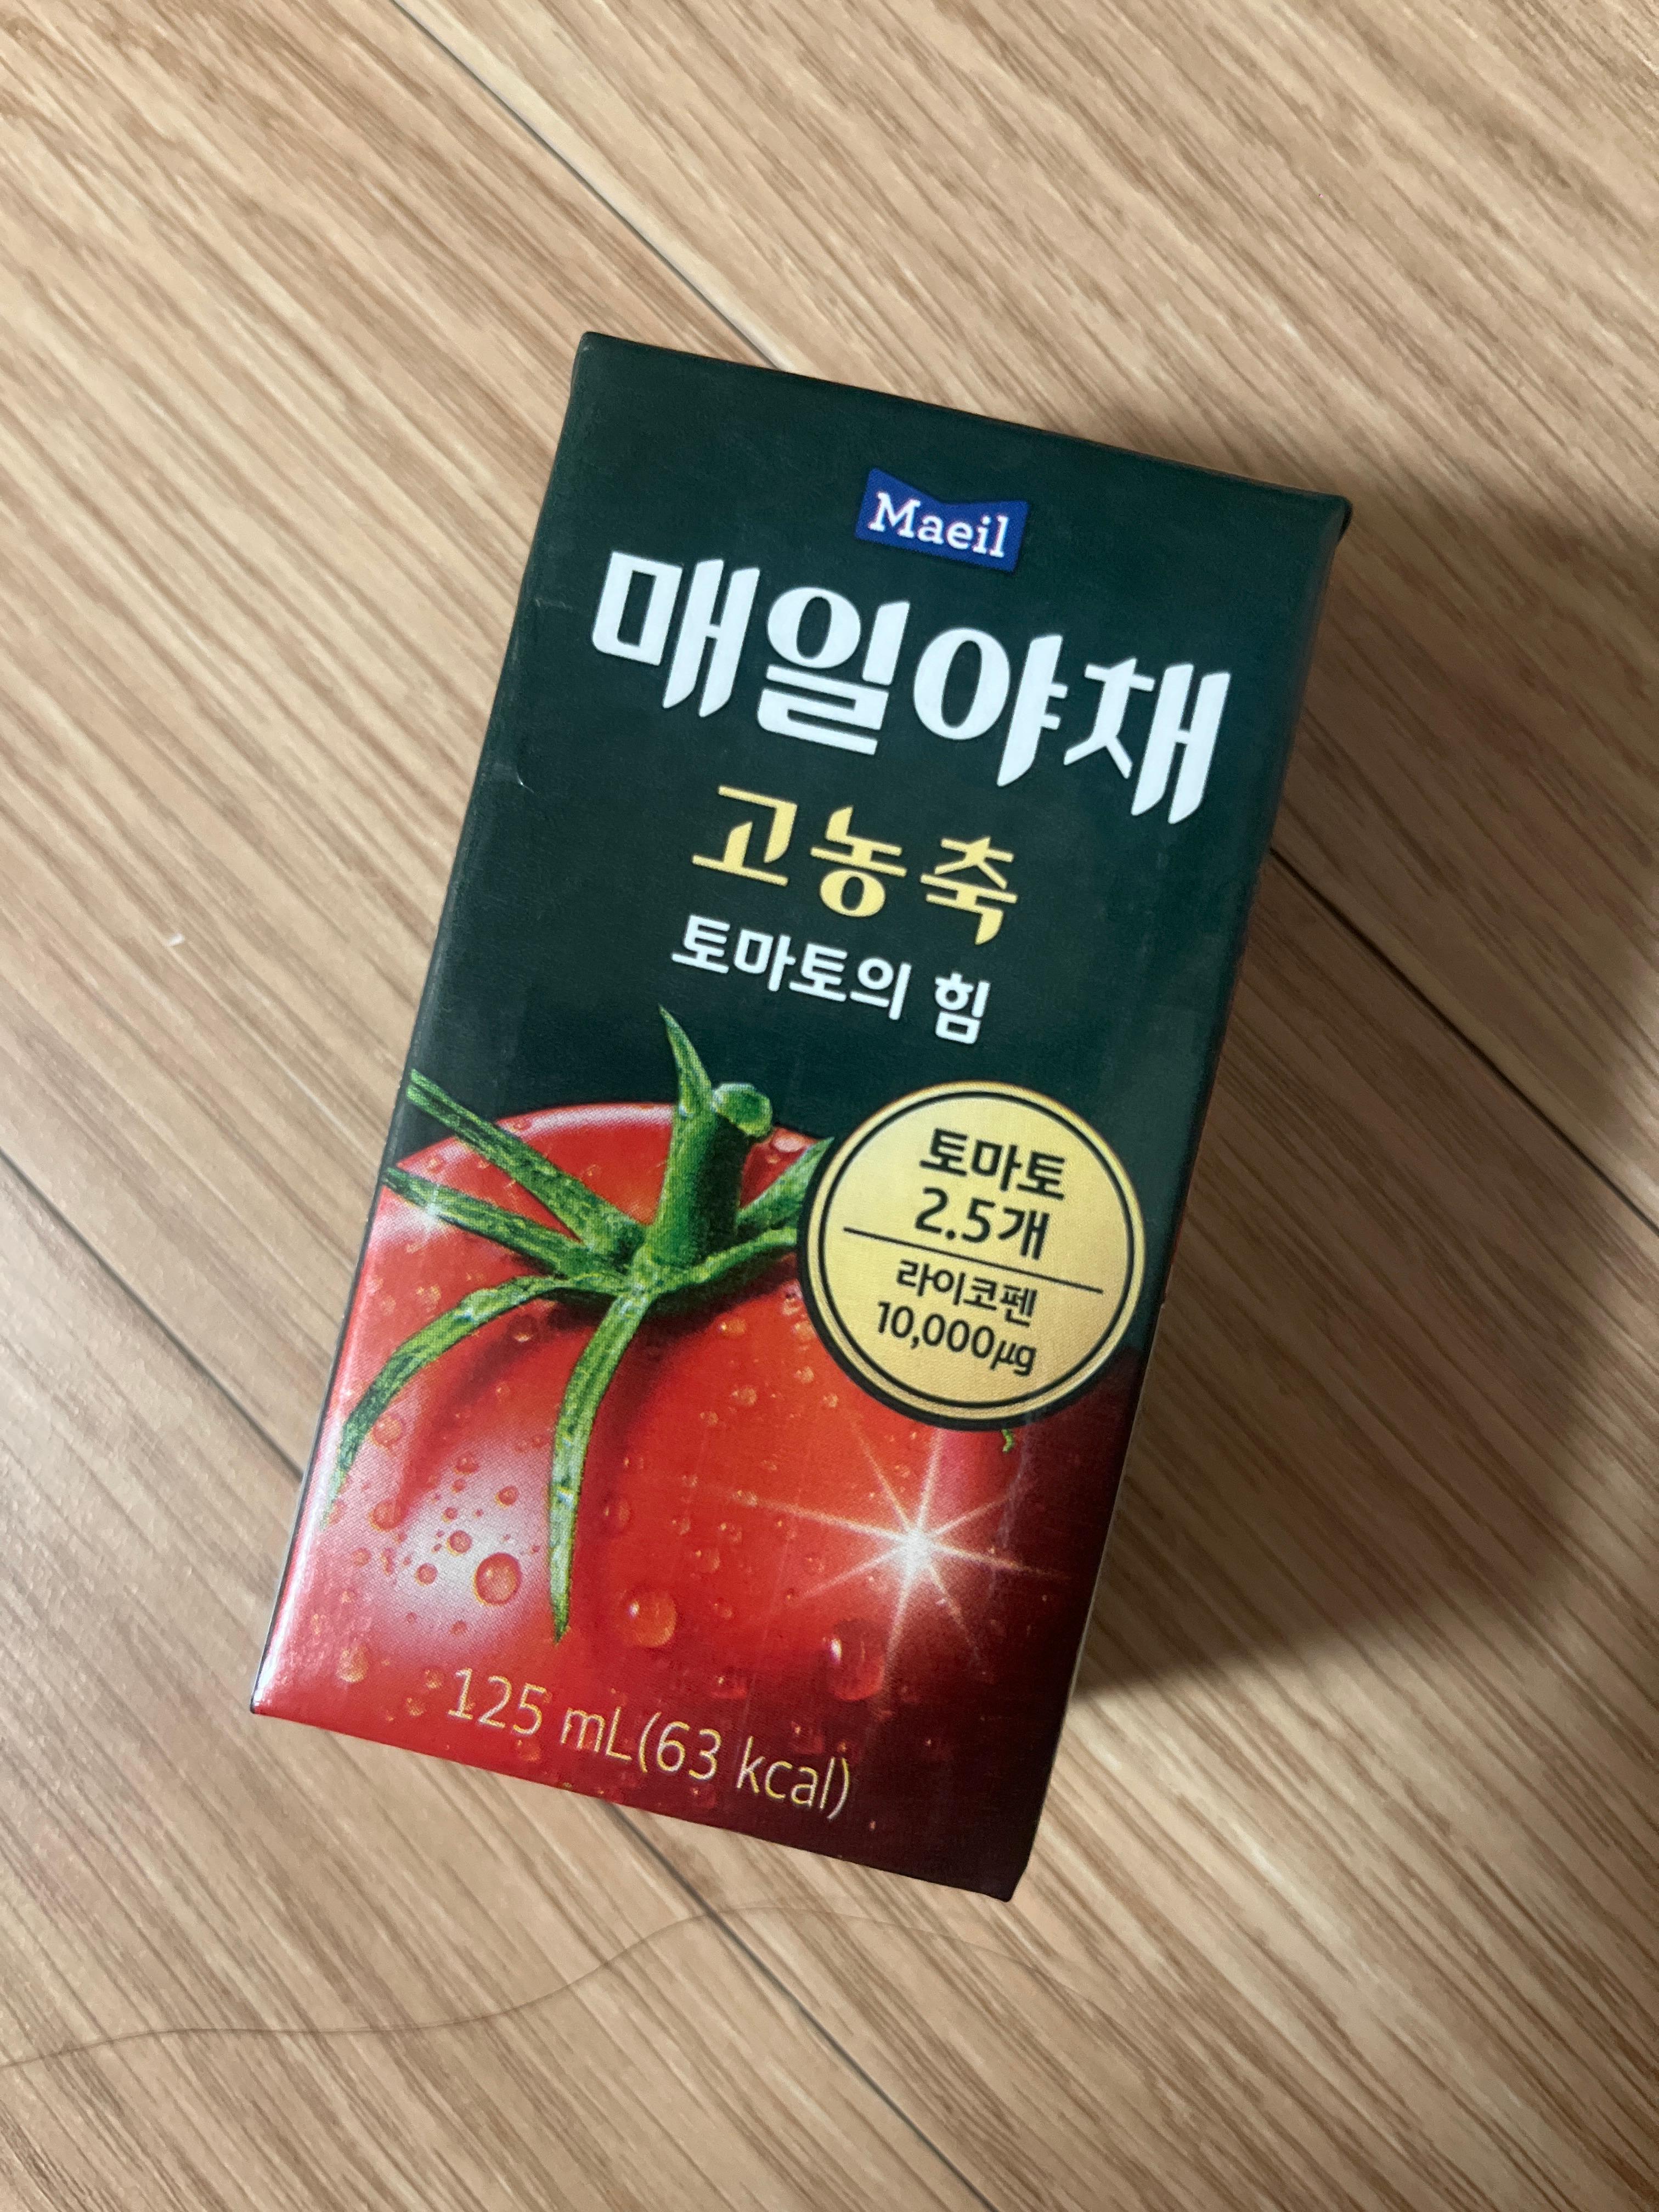 Maeil
매일야채
고농축
토마토의 힘
토마토
2.5개
라이코펜
10,000µg
125 mL(63 kcal)